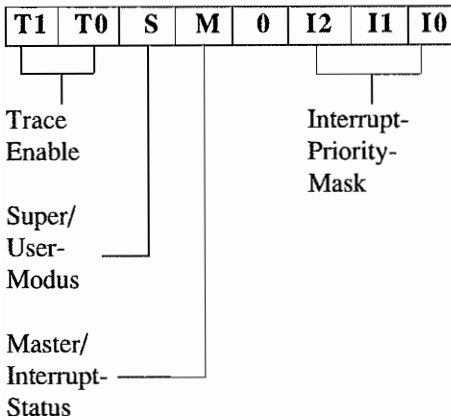 T1 T0 S M 0 I2 I1 I0
Trace
Enable
Interrupt-
Priority-
Mask
Super/
User-
Modus
Master/
Interrupt-
Status